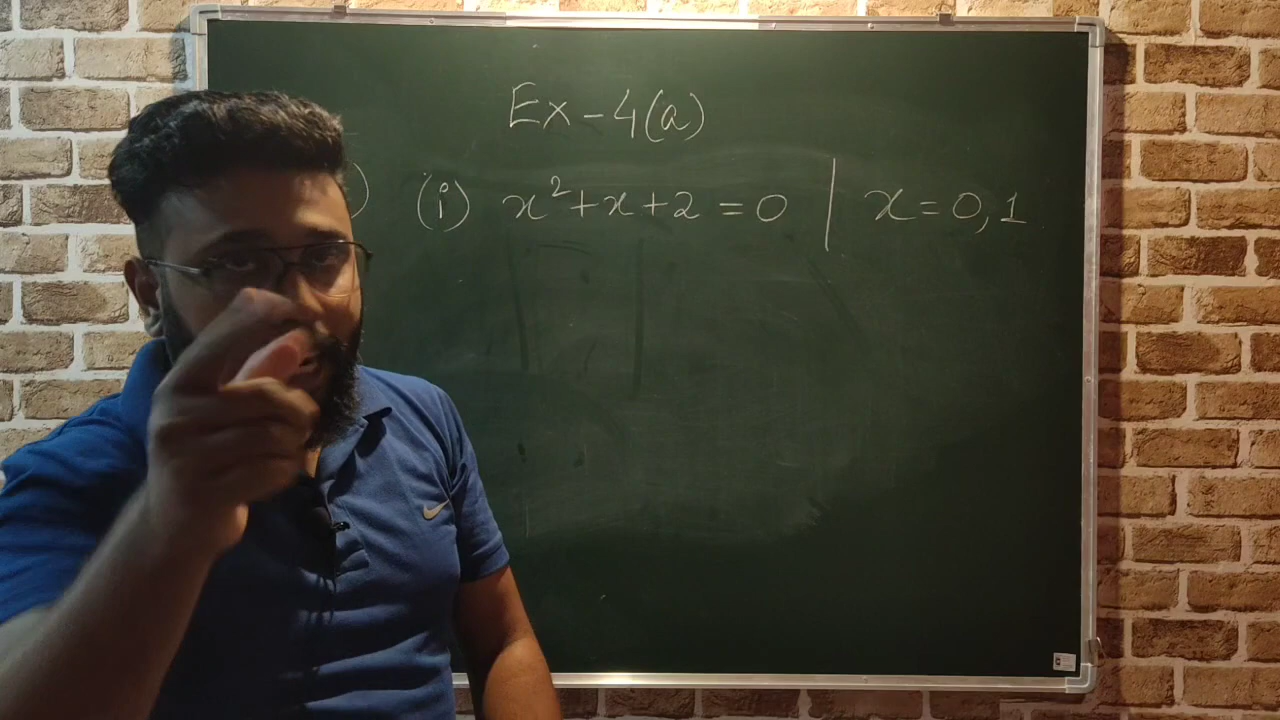 Ex-4(a)
) (i) x²+x+2=0 | x=0,1